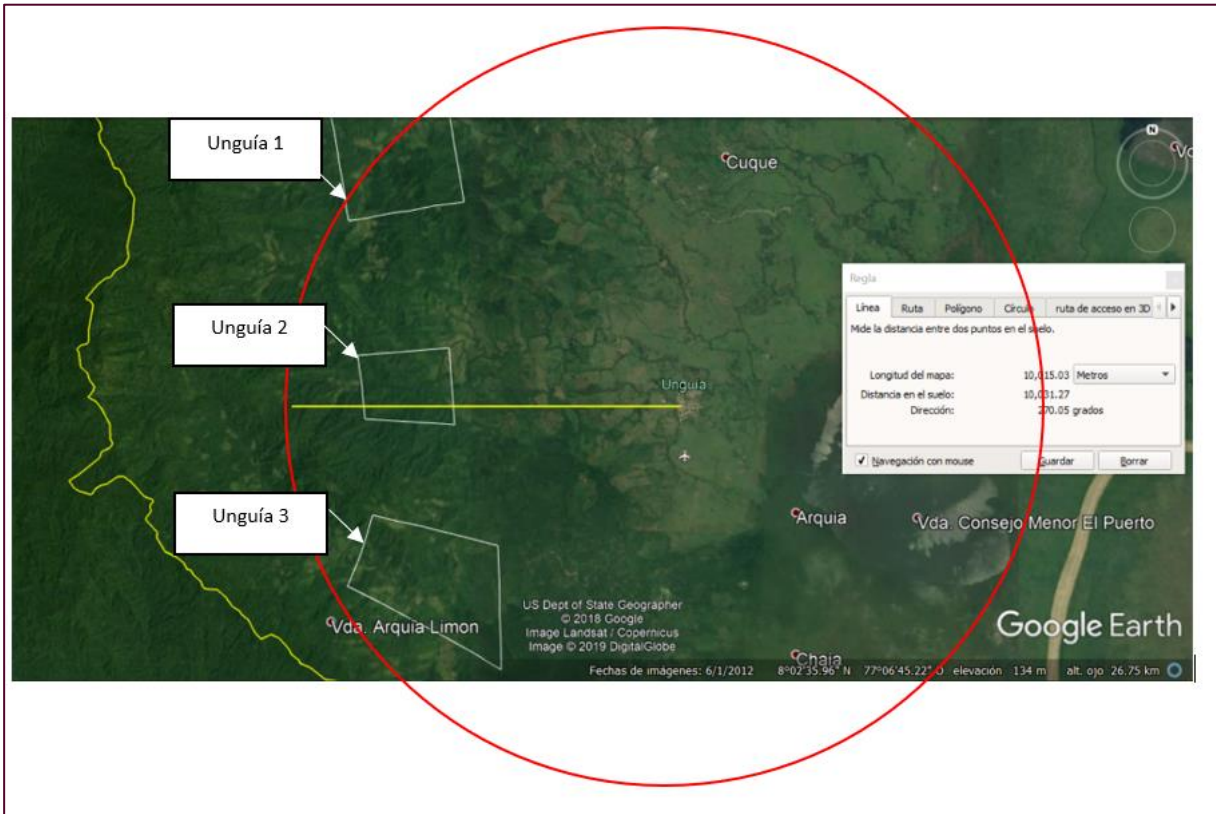 Unguía 1
Cuque
N
Unguía 2
Unguía
Regla
Línea Ruta Polígono Círculo ruta de acceso en 3D
Mide la distancia entre dos puntos en el suelo.
Longitud del mapa: 10,015.03 Metros
Distancia en el suelo: 10,031.27
Dirección: 270.05 grados
Navegación con mouse Guardar Borrar
Unguía 3
Arquia
Vda. Consejo Menor El Puerto
Vda. Arquia Limon
US Dept of State Geographer
© 2018 Google
Image Landsat / Copernicus
Image © 2019 DigitalGlobe
Google Earth
Chaia
Fechas de imágenes: 6/1/2012 8°02'35.96" N 77°06'45.22" O elevación 134 m alt. ojo 26.75 km